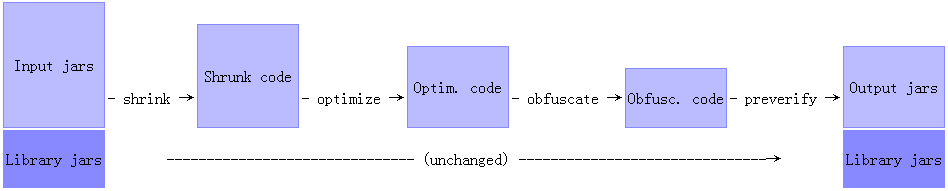 Input jars
- shrink →
Shrunk code
- optimize →
Optim. code
- obfuscate →
Obfusc. code
- preverify →
Output jars
Library jars
(unchanged)
Library jars